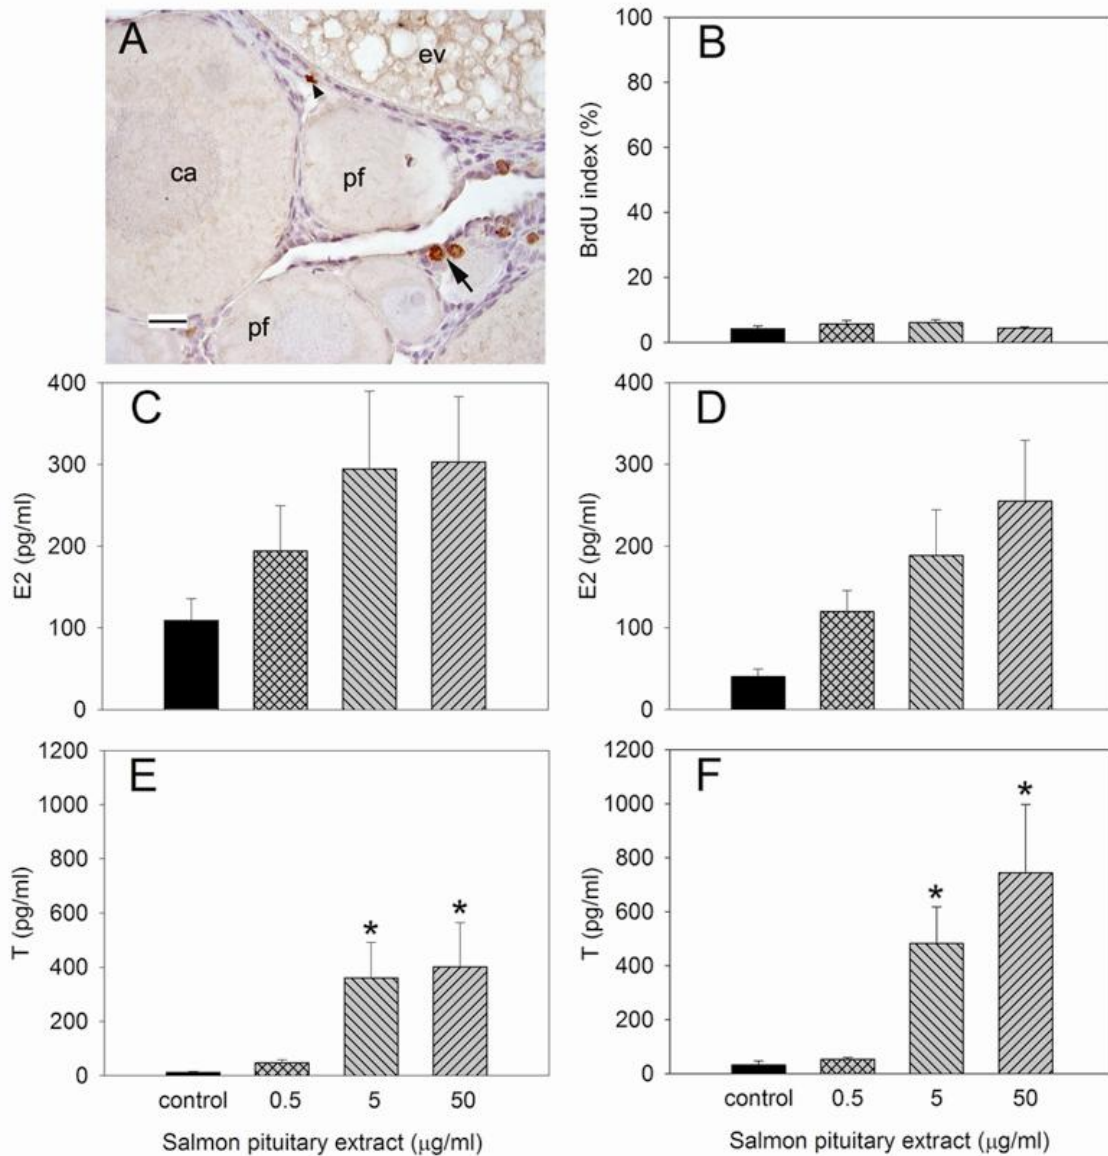 A
ev
ca
pf
pf
B
BrdU index (%)
100
80
60
40
20
0
C
E2 (pg/ml)
400
300
200
100
0
D
E2 (pg/ml)
400
300
200
100
0
E
T (pg/ml)
1200
1000
800
600
400
200
0
* *
control 0.5 5 50
Salmon pituitary extract (µg/ml)
F
T (pg/ml)
1200
1000
800
600
400
200
0
* *
control 0.5 5 50
Salmon pituitary extract (µg/ml)